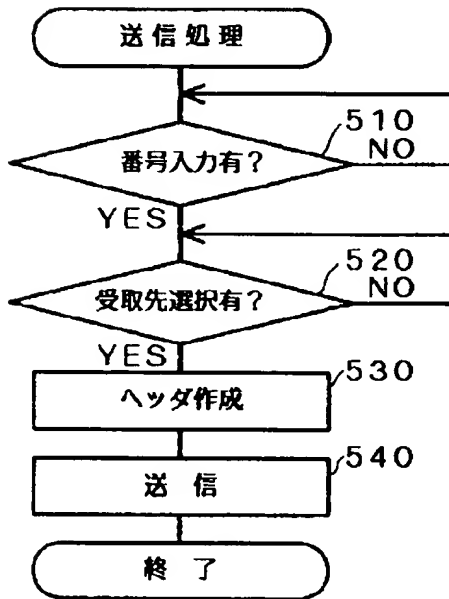 送信処理
510
番号入力有？
NO
YES
520
受取先選択有？
NO
YES
530
ヘッダ作成
540
送 信
終 了